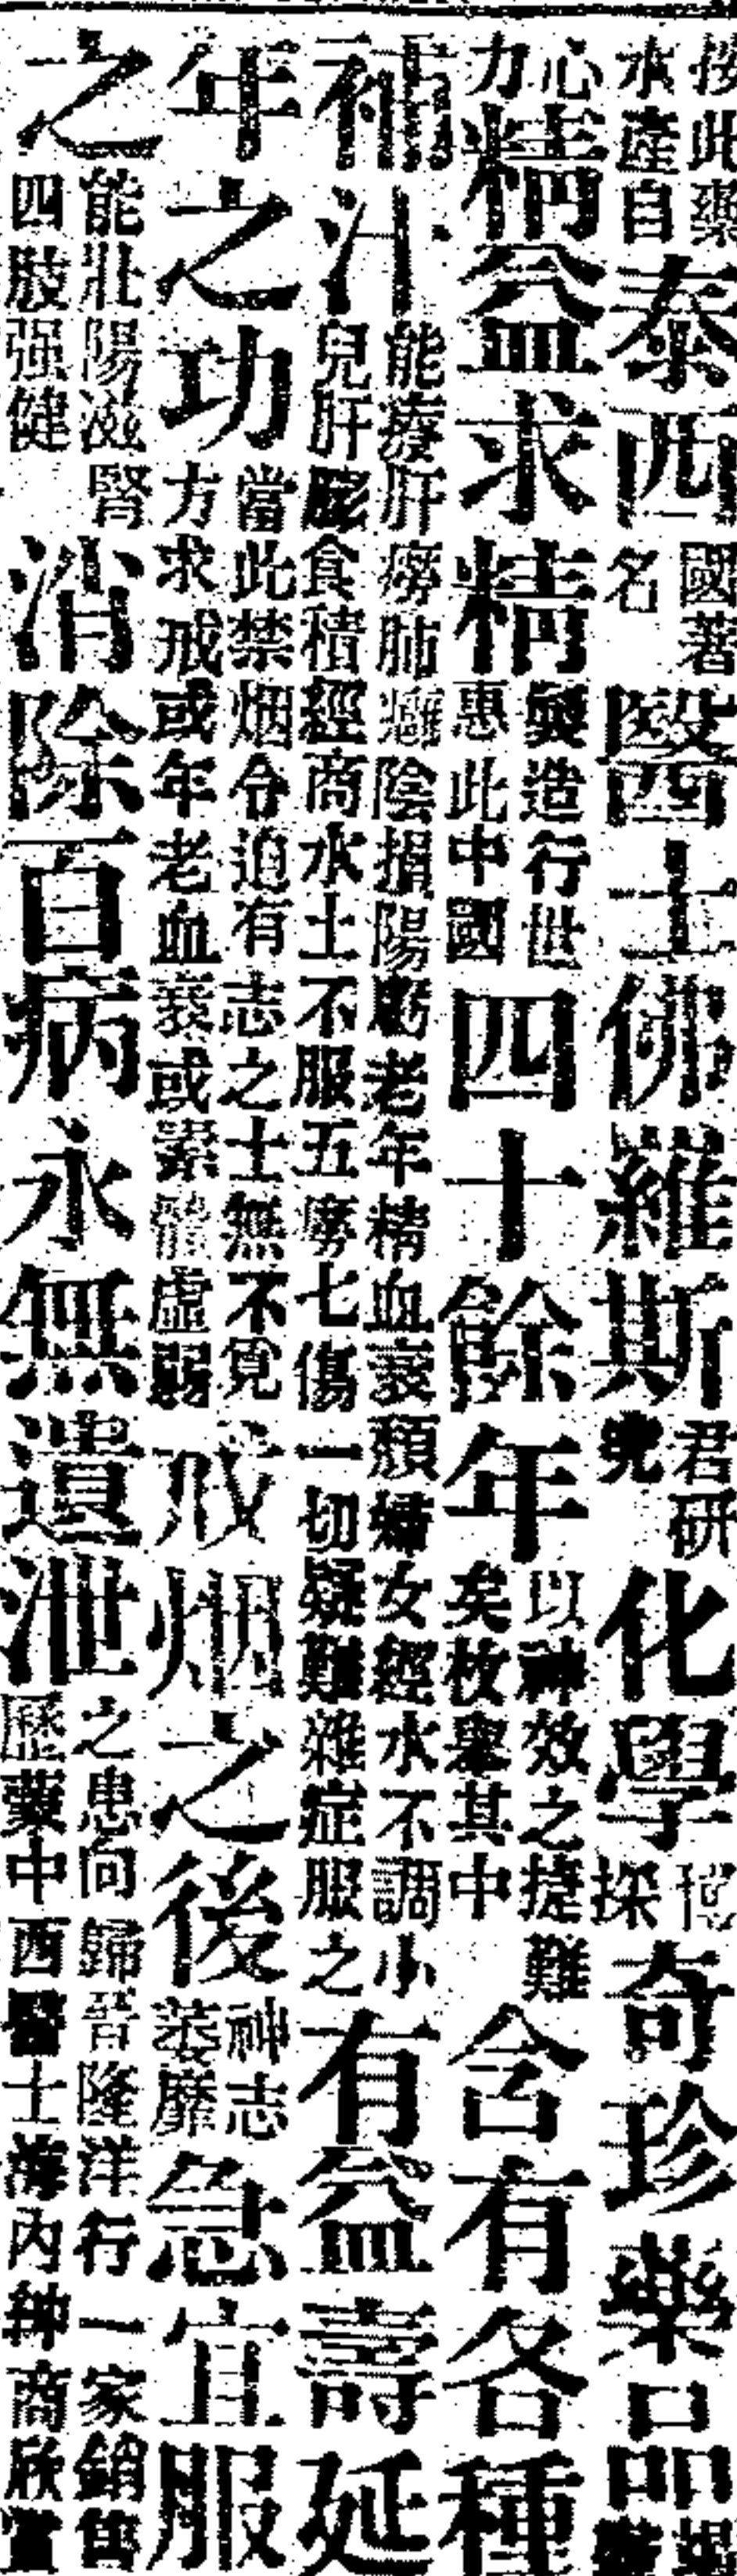 按此藥水產自泰西國著名醫士佛羅斯君研究化學博探奇珍藥品竭
心力精益求精製造行世惠此中國四十餘年矣以神效之捷難枚舉其中含有各種
補汁能療肝癆肺癰陰損陽虧老年精血衰頹婦女經水不調小兒肝膨食積經商水土不服五癆七傷一切疑難雜症服之有益壽延
年之功當此禁烟令迫有志之士無不覓方求戒或年老血衰或素體虛弱戒烟之後神志萎靡急宜服
之能壯陽滋腎四肢强健消除百病永無遺泄之患向歸晉隆洋行一家銷售歷蒙中西醫士海內紳商欣賞